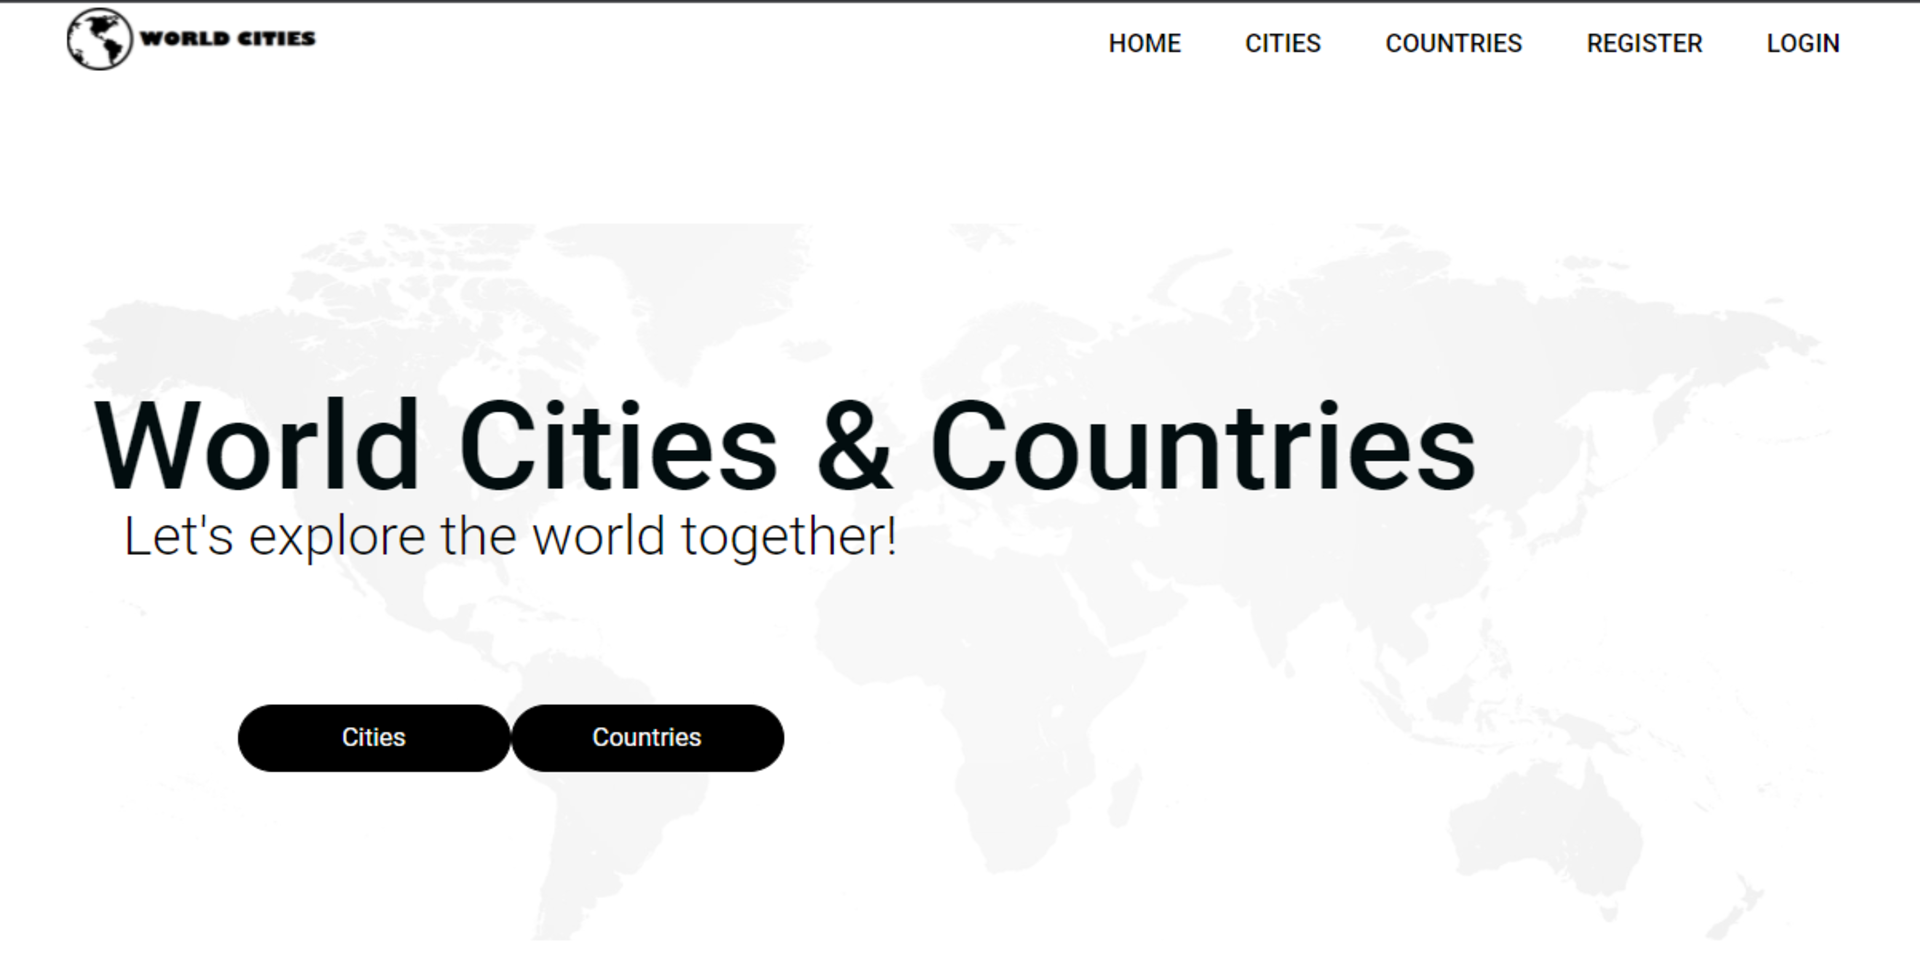 WORLD CITIES
HOME CITIES COUNTRIES REGISTER LOGIN
World Cities & Countries
Let's explore the world together!
Cities Countries